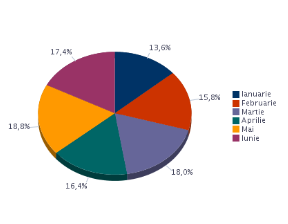 17,4%
13,6%
15,8%
18,8%
18,0%
16,4%
Ianuarie
Februarie
Martie
Aprilie
Mai
Iunie